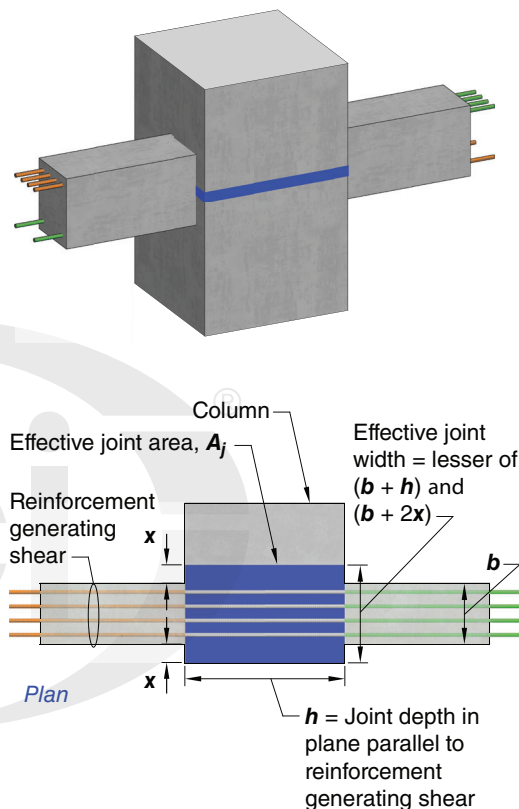 ®
Column
Effective joint area, Aj
Effective joint
width = lesser of
(b + h) and
(b + 2x)
Reinforcement
generating
shear
x
b
x
Plan
h = Joint depth in
plane parallel to
reinforcement
generating shear